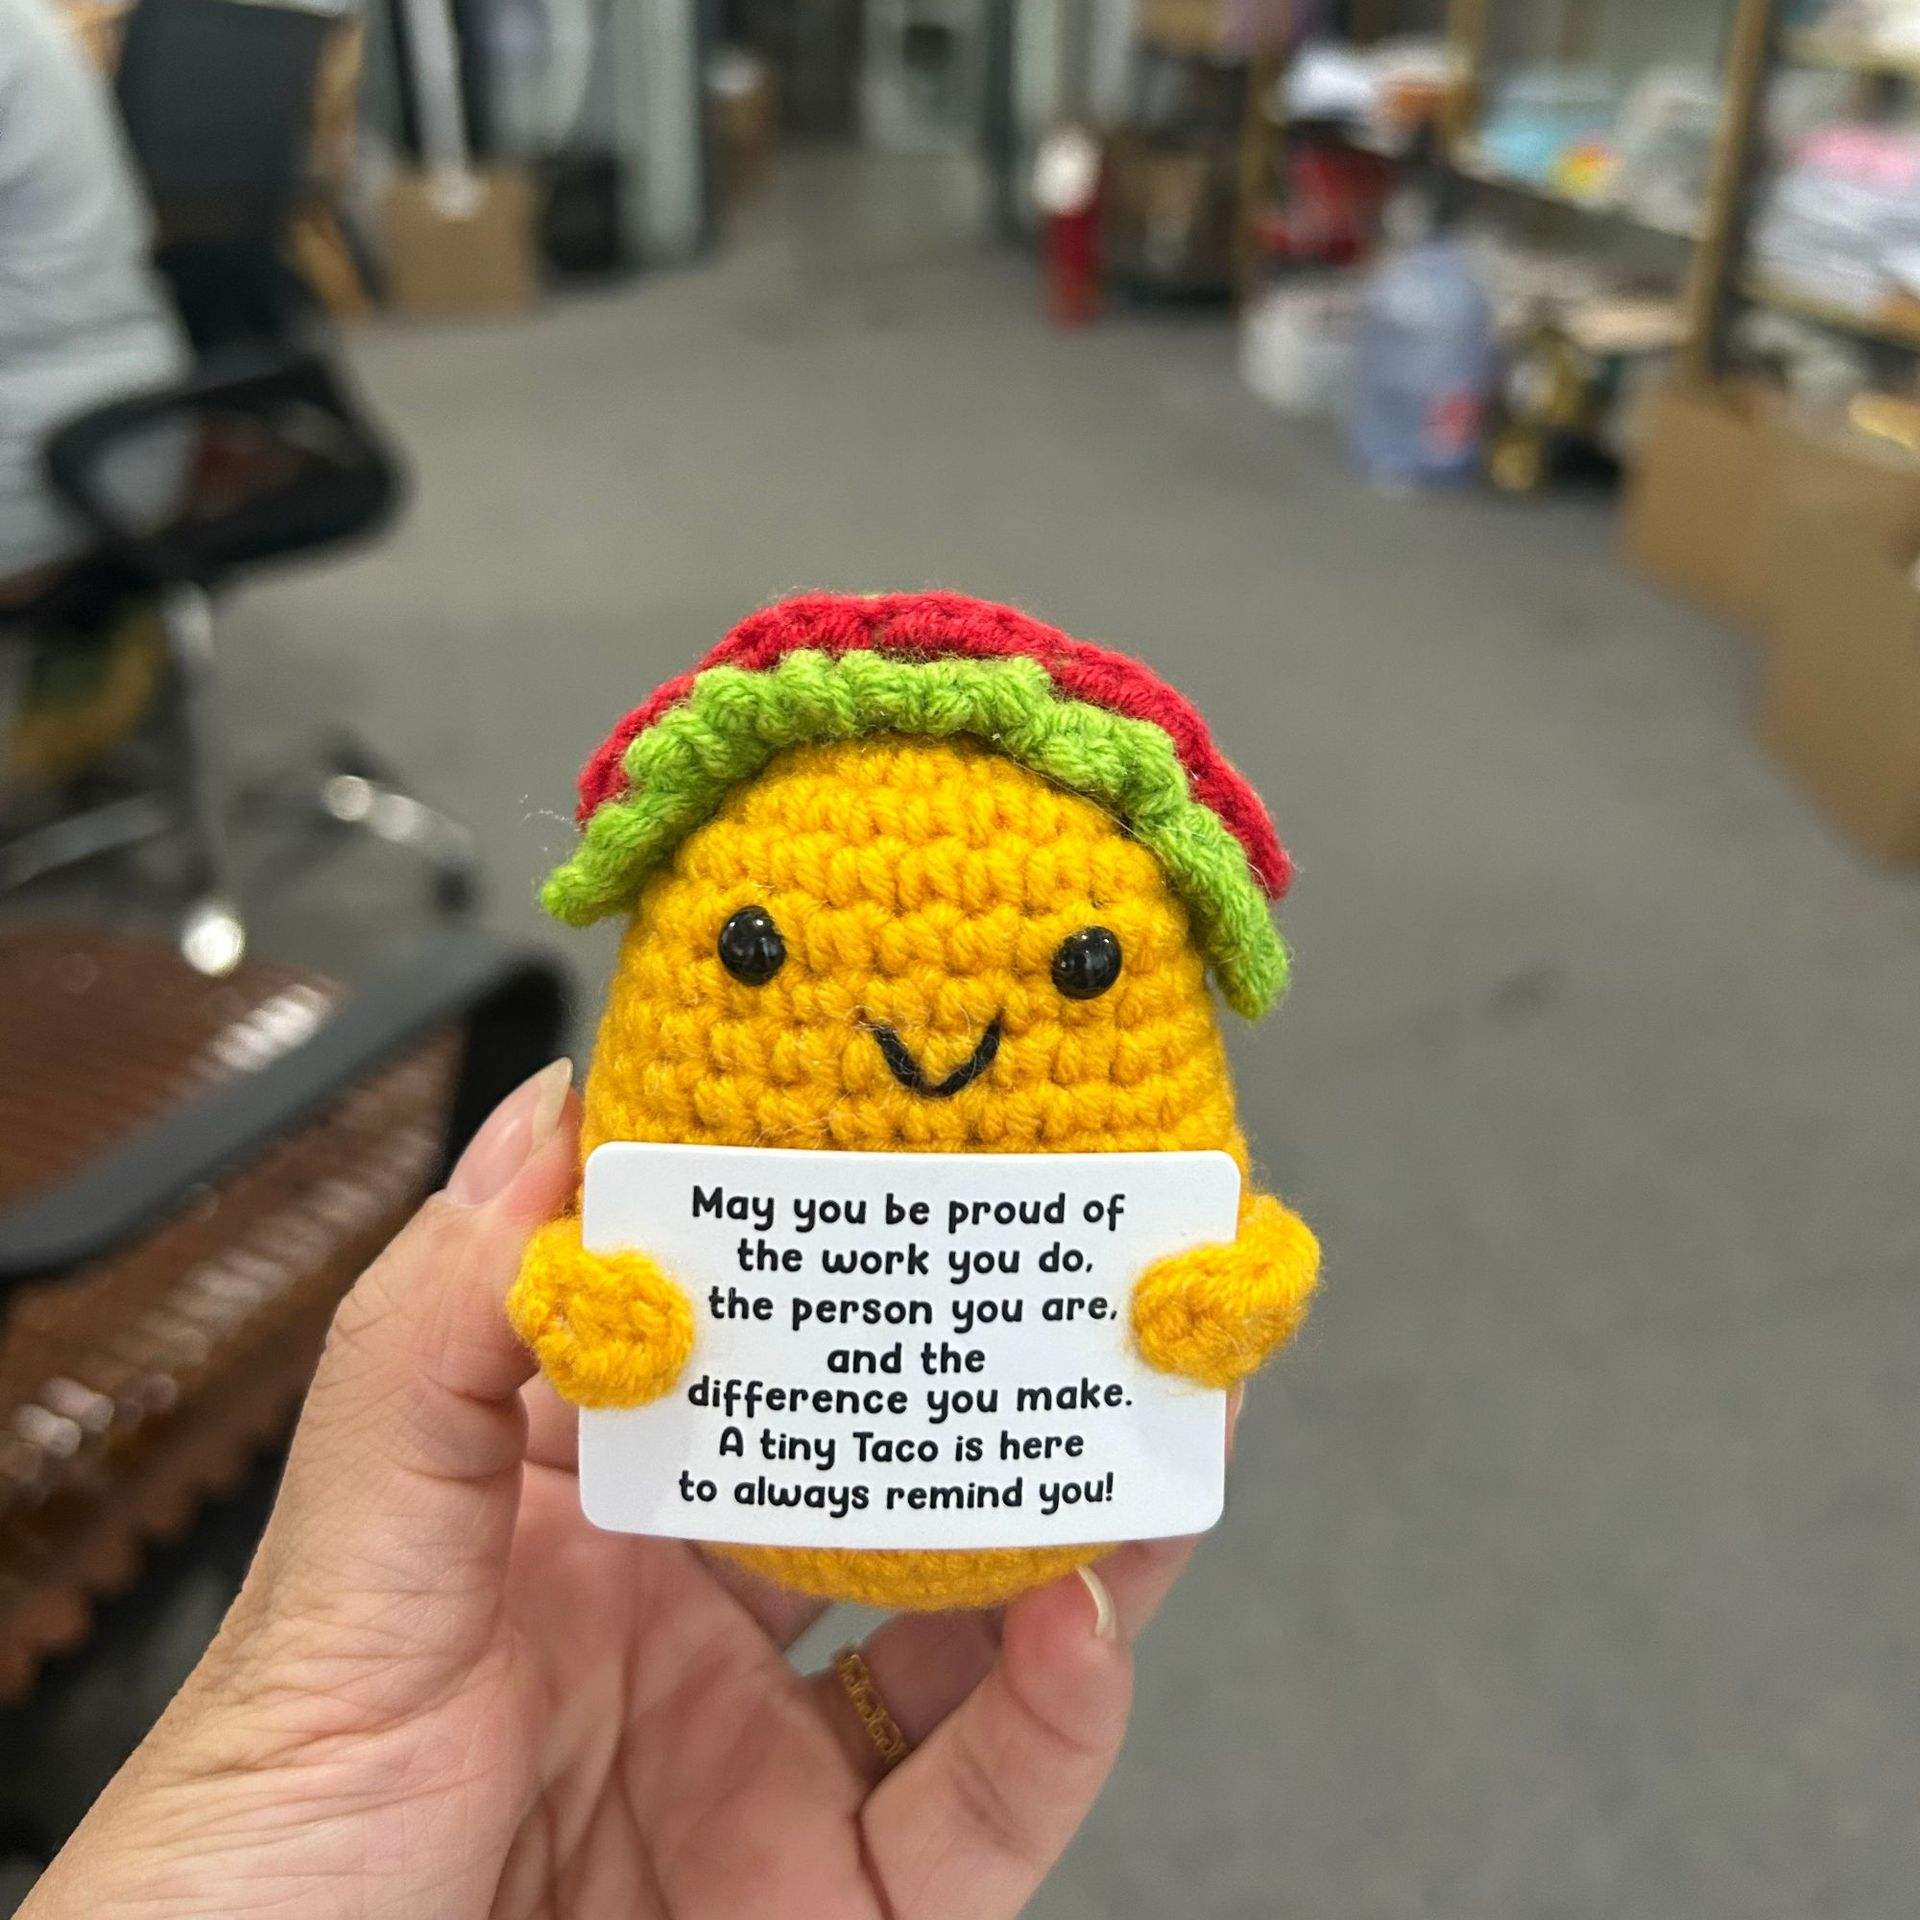 May you be proud of
the work you do,
the person you are,
and the
difference you make.
A tiny Taco is here
to always remind you!